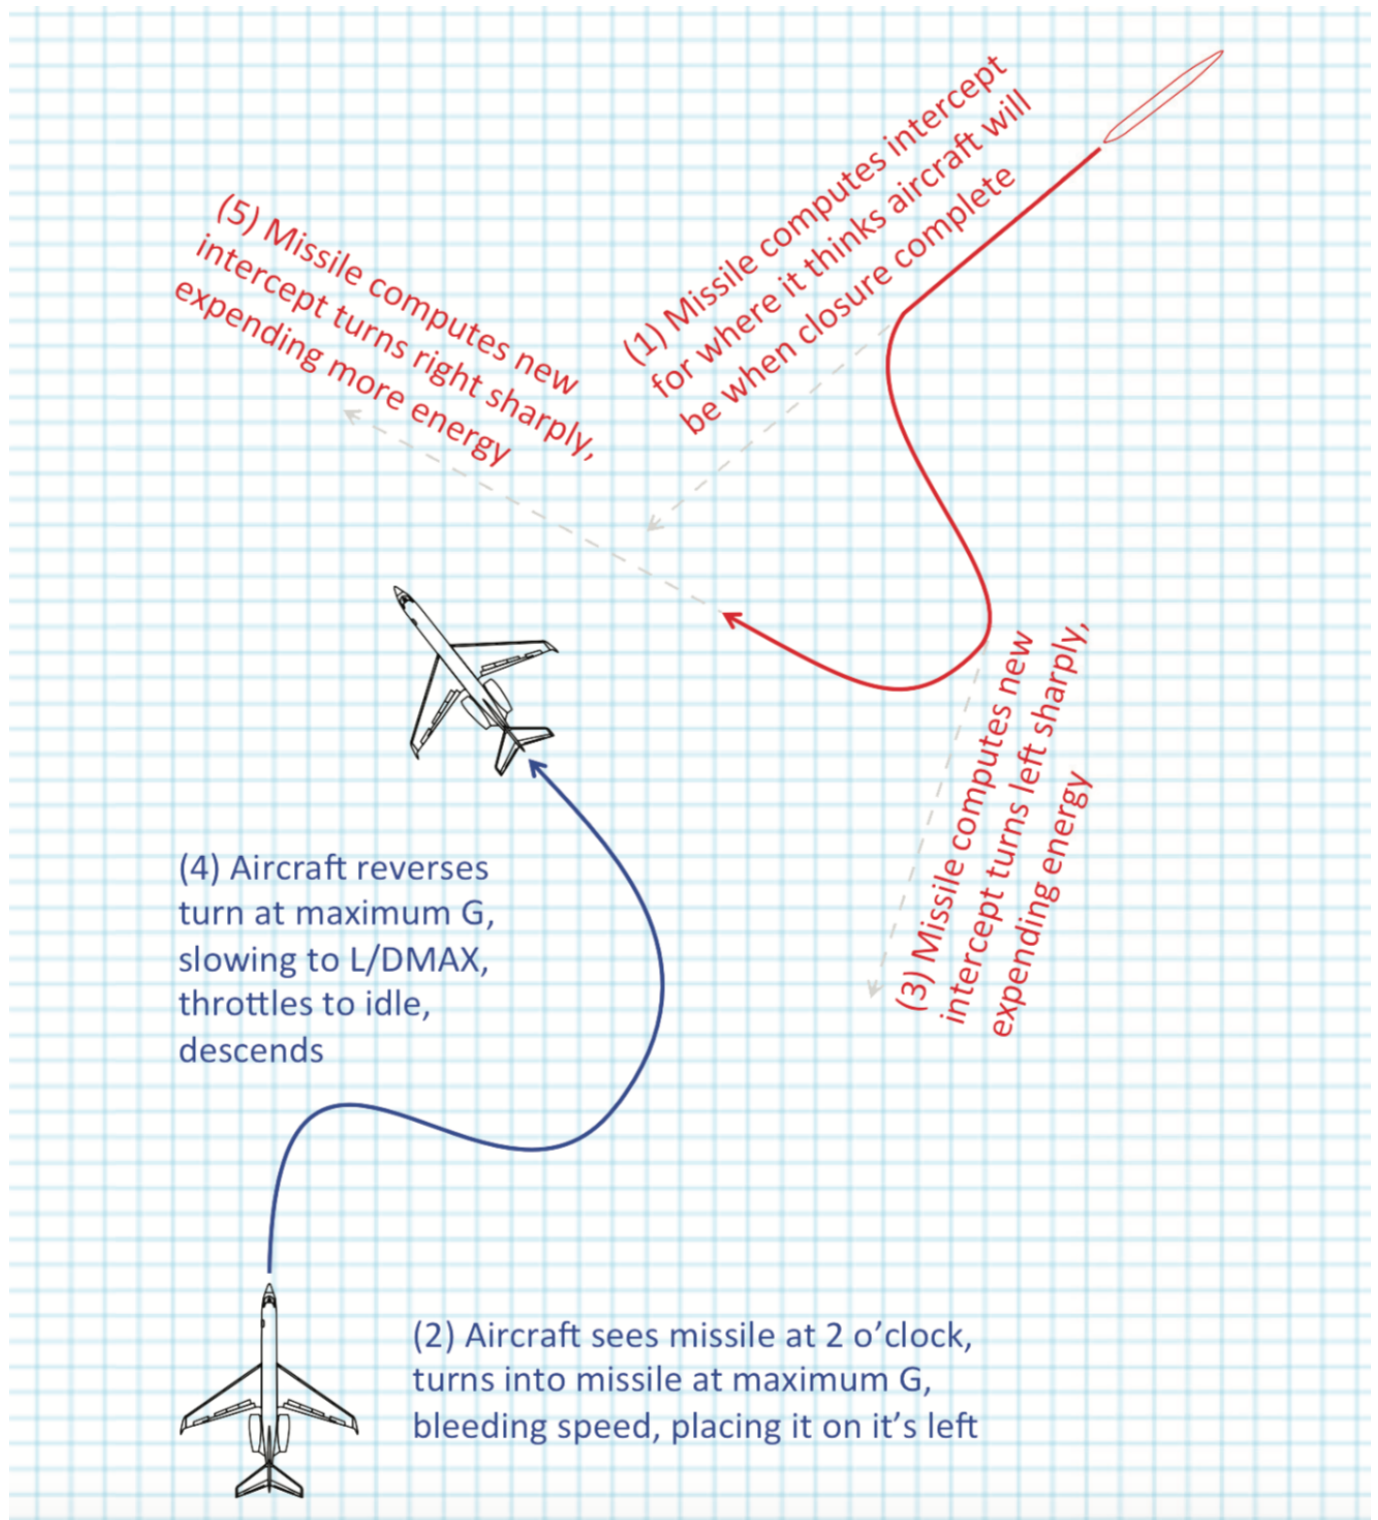 (1) Missile computes intercept
for where it thinks aircraft will
be when closure complete
(5) Missile computes new
intercept turns right sharply,
expending more energy
(3) Missile computes new
intercept turns left sharply,
expending energy
(4) Aircraft reverses
turn at maximum G,
slowing to L/DMAX,
throttles to idle,
descends
(2) Aircraft sees missile at 2 o’clock,
turns into missile at maximum G,
bleeding speed, placing it on it’s left